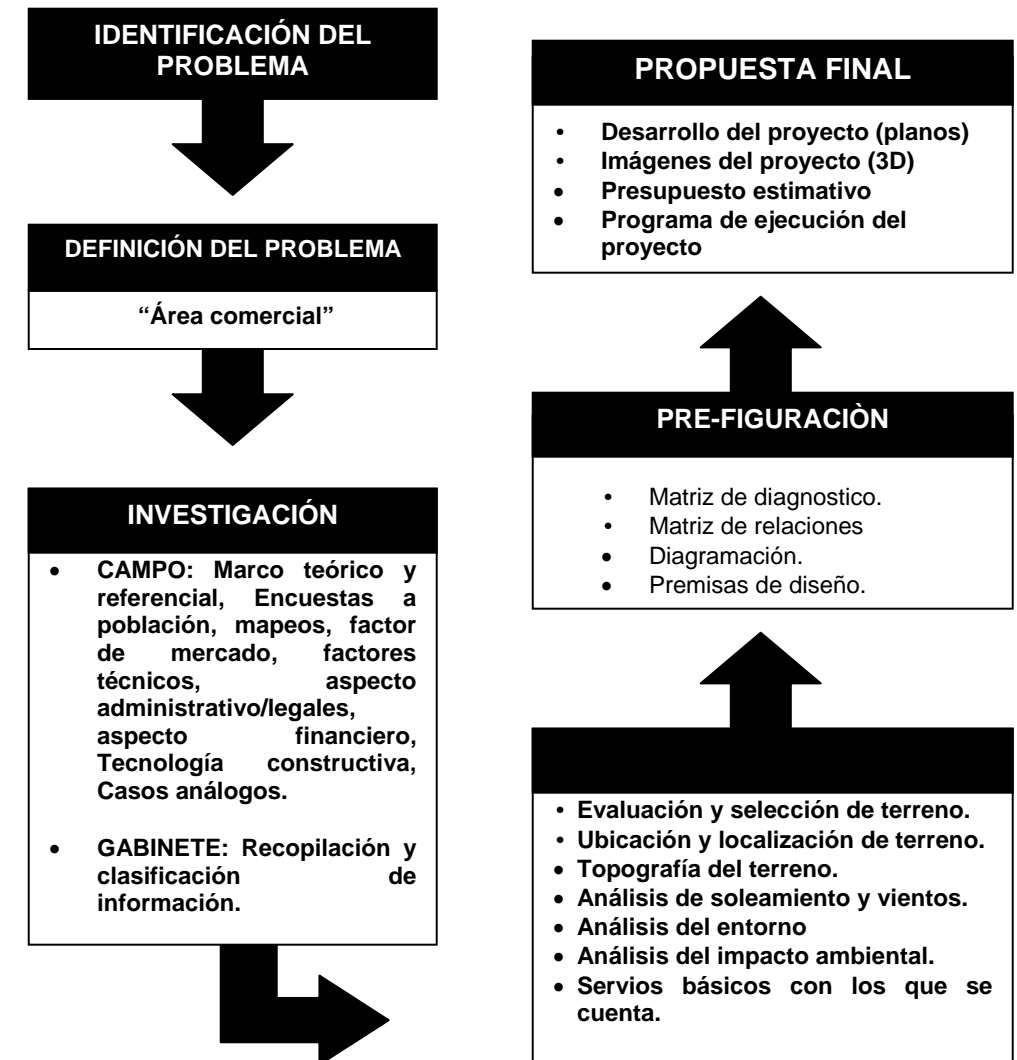 IDENTIFICACIÓN DEL
PROBLEMA
DEFINICIÓN DEL PROBLEMA
“Área comercial”
INVESTIGACIÓN
• CAMPO: Marco teórico y
referencial, Encuestas a
población, mapeos, factor
de mercado, factores
técnicos, aspecto
administrativo/legales,
aspecto financiero,
Tecnología constructiva,
Casos análogos.
• GABINETE: Recopilación y
clasificación de
información.
• Evaluación y selección de terreno.
• Ubicación y localización de terreno.
• Topografía del terreno.
• Análisis de soleamiento y vientos.
• Análisis del entorno
• Análisis del impacto ambiental.
• Servios básicos con los que se
cuenta.
PRE-FIGURACIÒN
• Matriz de diagnostico.
• Matriz de relaciones
• Diagramación.
• Premisas de diseño.
PROPUESTA FINAL
• Desarrollo del proyecto (planos)
• Imágenes del proyecto (3D)
• Presupuesto estimativo
• Programa de ejecución del
proyecto